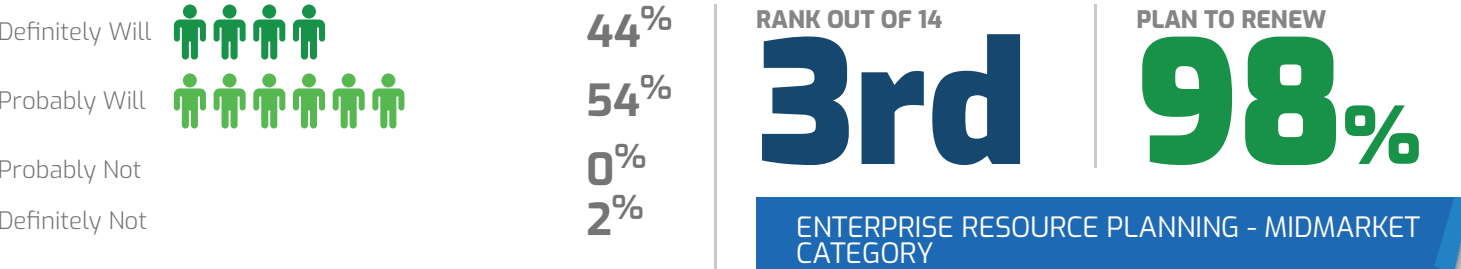 Definitely Will 44%
Probably Will 54%
Probably Not 0%
Definitely Not 2%
RANK OUT OF 14
3rd
PLAN TO RENEW
98%
ENTERPRISE RESOURCE PLANNING - MIDMARKET
CATEGORY